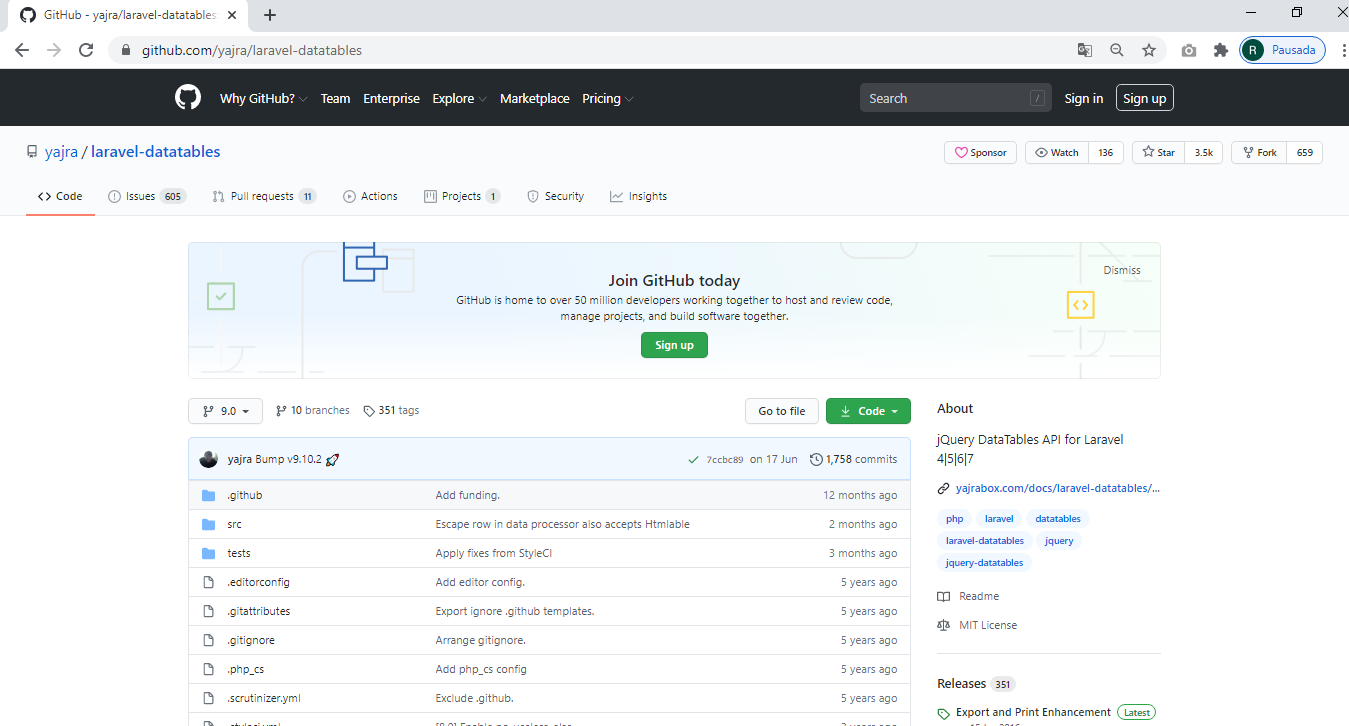 GitHub - yajra/laravel-datatables:
github.com/yajra/laravel-datatables
R Pausada
Why GitHub? Team Enterprise Explore Marketplace Pricing Search / Sign in Sign up
yajra / laravel-datatables Sponsor Watch 136 Star 3.5k Fork 659
Code Issues 605 Pull requests 11 Actions Projects 1 Security Insights
Dismiss
Join GitHub today
GitHub is home to over 50 million developers working together to host and review code,
manage projects, and build software together.
Sign up
9.0 10 branches 351 tags Go to file Code
yajra Bump v9.10.2 7ccbc89 on 17 Jun 1,758 commits
.github Add funding. 12 months ago
src Escape row in data processor also accepts Htmlable 2 months ago
tests Apply fixes from StyleCI 3 months ago
.editorconfig Add editor config. 5 years ago
.gitattributes Export ignore .github templates. 5 years ago
.gitignore Arrange gitignore. 5 years ago
.php_cs Add php_cs config 5 years ago
.scrutinizer.yml Exclude .github. 5 years ago
About
jQuery DataTables API for Laravel
4|5|6|7
yajrabox.com/docs/laravel-datatables/...
php laravel datatables
laravel-datatables jquery
jquery-datatables
Readme
MIT License
Releases 351
Export and Print Enhancement Latest